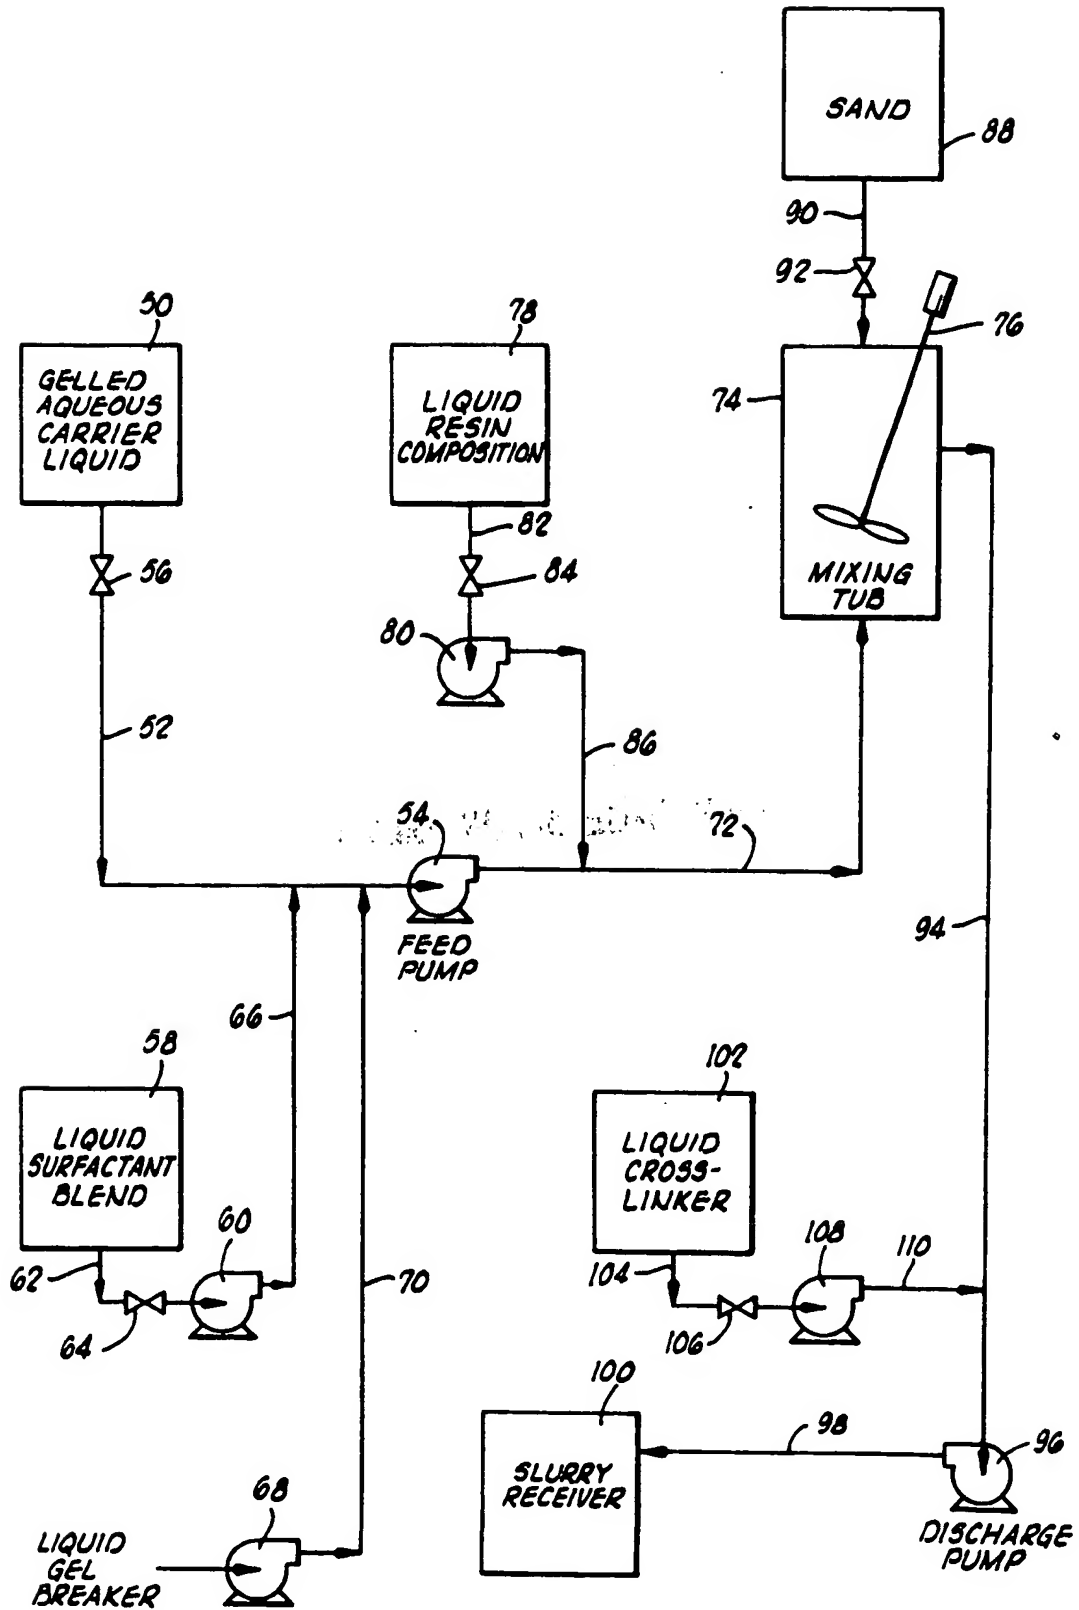 SAND
88
90
92
76
50
78
74
GELLED
AQUEOUS
CARRIER
LIQUID
LIQUID
RESIN
COMPOSITION
82
56
84
MIXING
TUB
80
52
86
54
72
94
FEED
PUMP
66
58
102
LIQUID
SURFACTANT
BLEND
LIQUID
CROSS-
LINKER
60
108
110
62
70
104
64
106
100
98
96
SLURRY
RECEIVER
68
DISCHARGE
PUMP
LIQUID
GEL
BREAKER